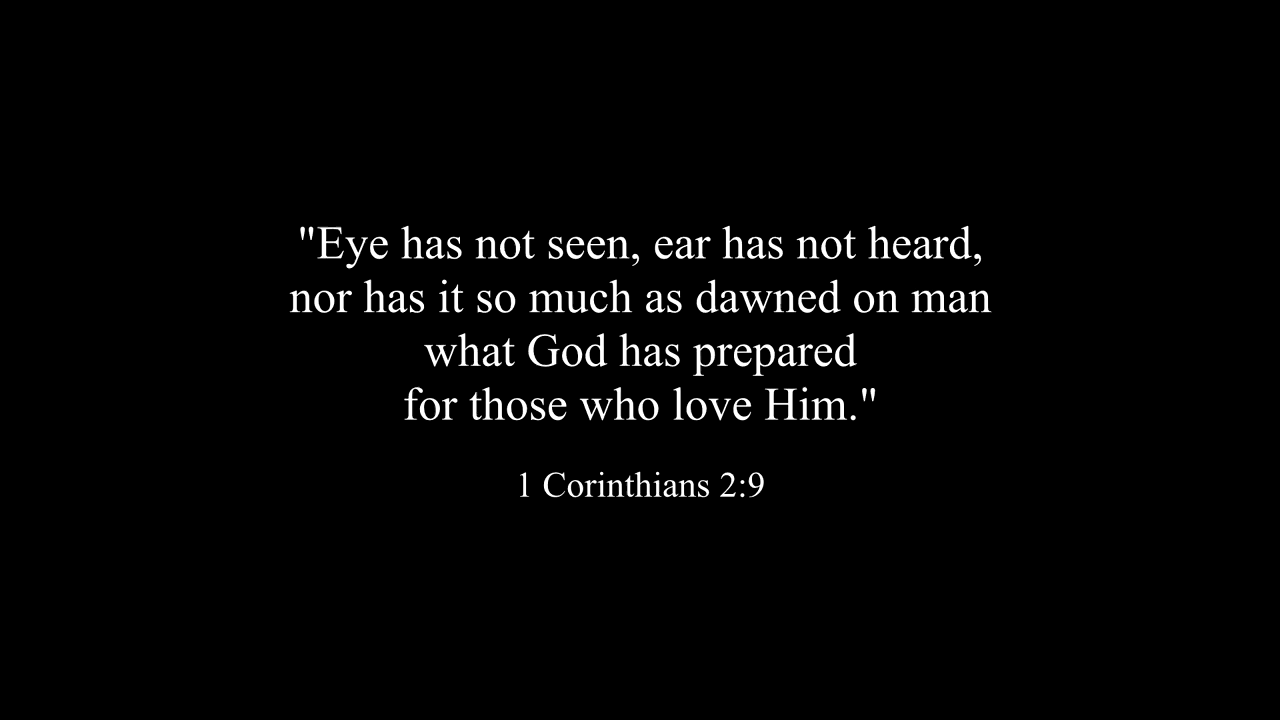 "Eye has not seen, ear has not heard,
nor has it so much as dawned on man
what God has prepared
for those who love Him."
1 Corinthians 2:9